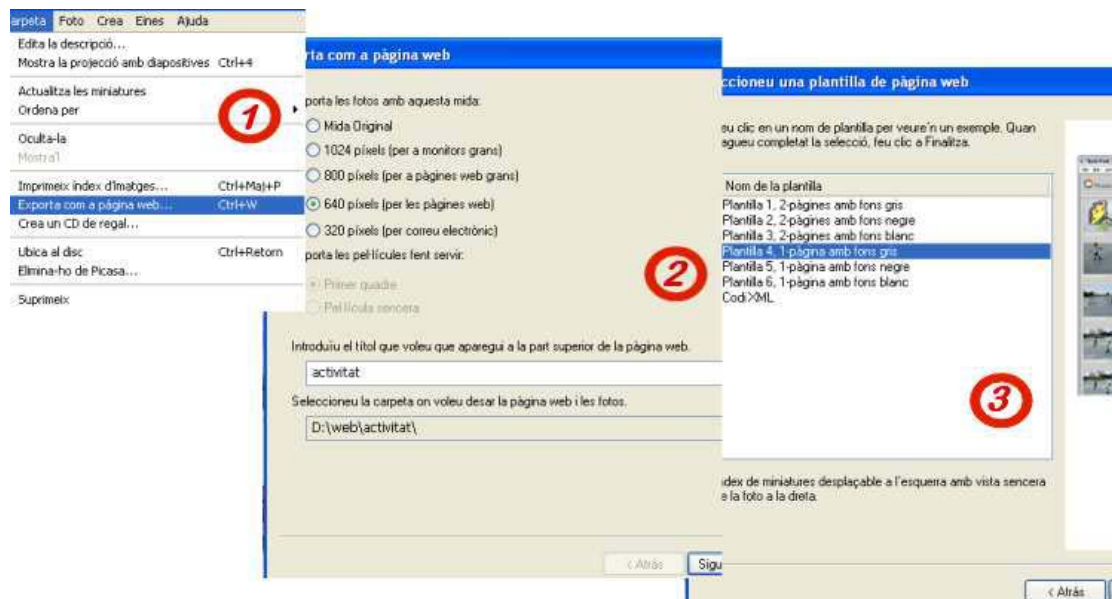 arpeta Foto Crea Eines Ajuda
Edita la descripció...
Mostra la projecció amb diapositives Ctrl+4
Actualitza les miniatures
Ordena per
Oculta-la
Mostra'l
Imprimeix índex d'imatges... Ctrl+Maj+P
Exporta com a pàgina web... Ctrl+W
Crea un CD de regal...
Ubica al disc Ctrl+Retorn
Elimina-ho de Picasa...
Suprimeix
1
rta com a pàgina web
porta les fotos amb aquesta mida:
Mida Original
1024 píxels (per a monitors grans)
800 píxels (per a pàgines web grans)
640 píxels (per les pàgines web)
320 píxels (per correu electrònic)
porta les pel·lícules fent servir:
Primer quadre
Pel·lícula sencera
2
Introduïu el títol que voleu que aparegui a la part superior de la pàgina web.
activitat
Seleccioneu la carpeta on voleu desar la pàgina web i les fotos.
D:\web\activitat\
< Atrás Sigu
ccioneu una plantilla de pàgina web
eu clic en un nom de plantilla per veure'n un exemple. Quan
agueu completat la selecció, feu clic a Finalitza.
Nom de la plantilla
Plantilla 1, 2-pàgines amb fons gris
Plantilla 2, 2-pàgines amb fons negre
Plantilla 3, 2-pàgines amb fons blanc
Plantilla 4, 1-pàgina amb fons gris
Plantilla 5, 1-pàgina amb fons negre
Plantilla 6, 1-pàgina amb fons blanc
Codi XML
3
ndex de miniatures desplaçable a l'esquerra amb vista sencera
e la foto a la dreta.
< Atrás